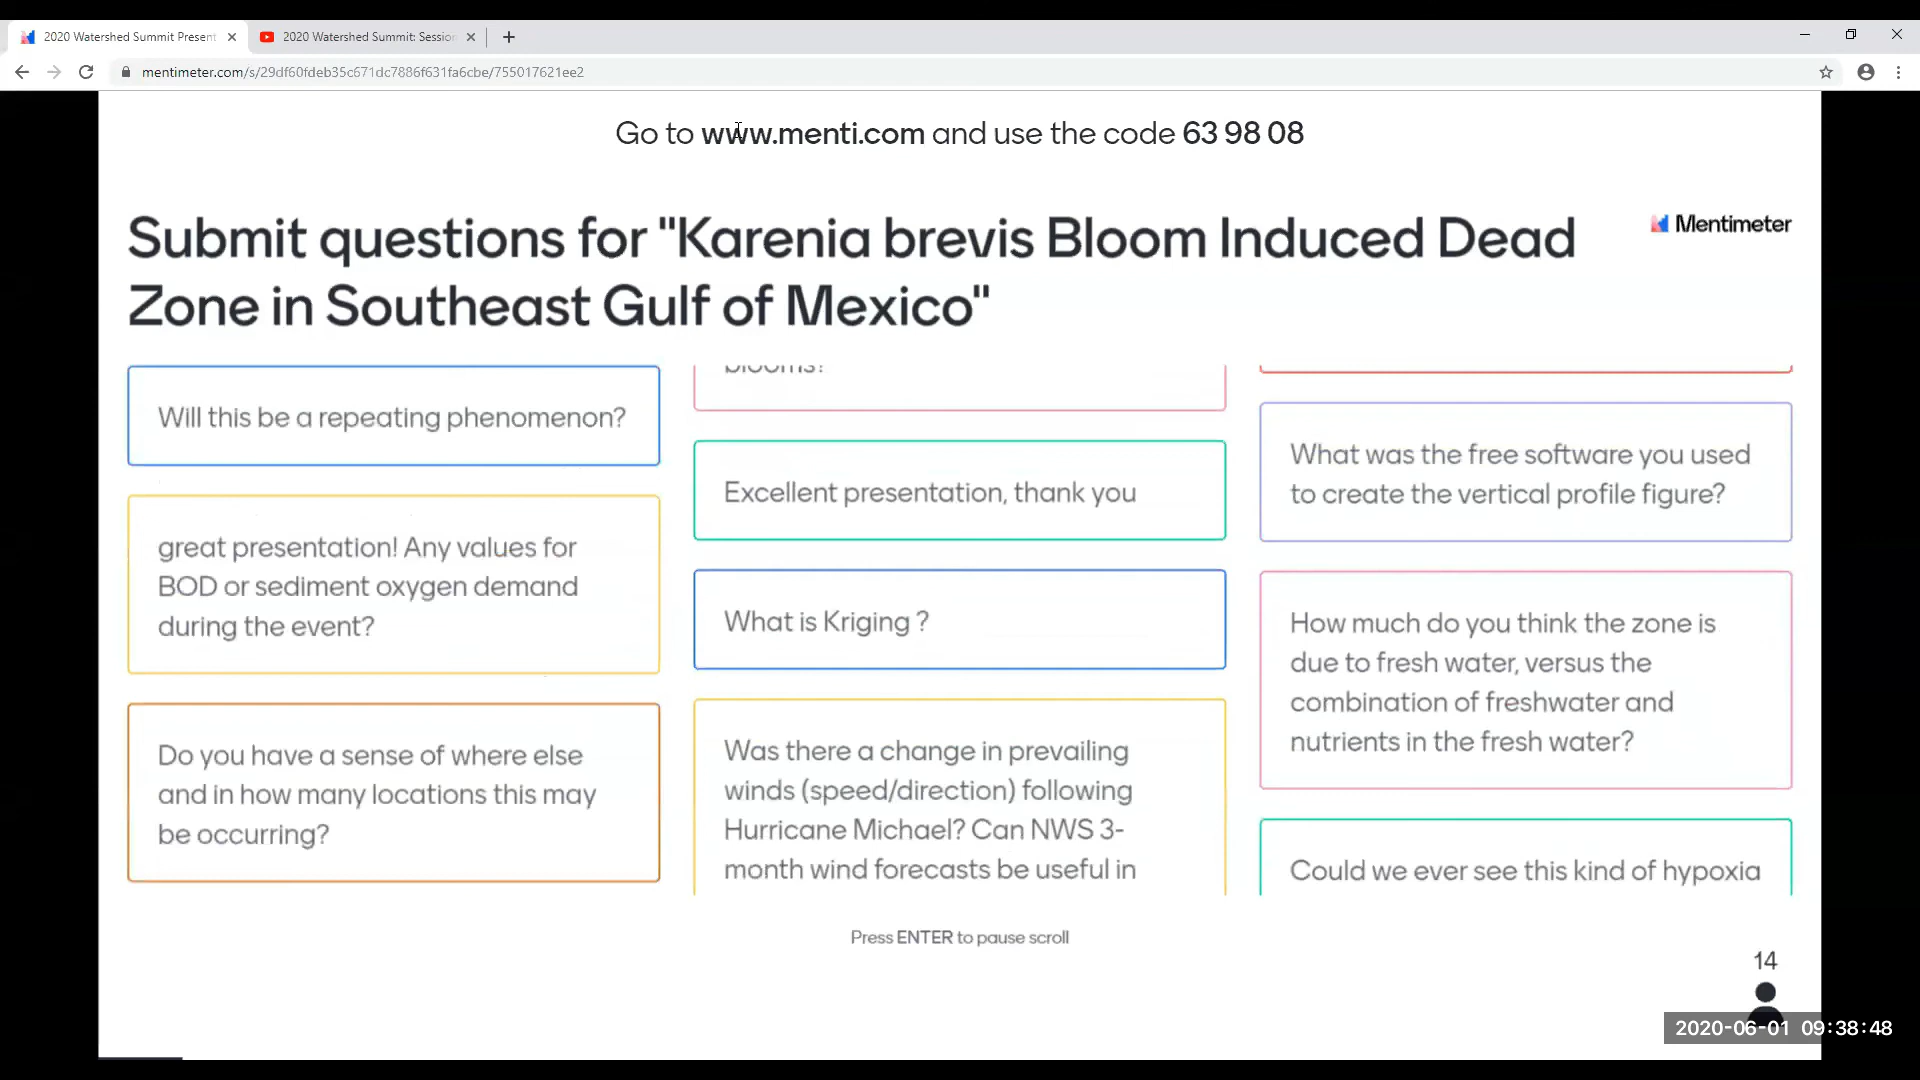 2020 Watershed Summit Present
2020 Watershed Summit: Session
mentimeter.com/s/29df60fdeb35c671dc7886f631fa6cbe/755017621ee2
Go to www.menti.com and use the code 63 98 08
Submit questions for "Karenia brevis Bloom Induced Dead
Zone in Southeast Gulf of Mexico"
Mentimeter
Will this be a repeating phenomenon?
great presentation! Any values for
BOD or sediment oxygen demand
during the event?
Do you have a sense of where else
and in how many locations this may
be occurring?
blooms?
Excellent presentation, thank you
What is Kriging ?
Was there a change in prevailing
winds (speed/direction) following
Hurricane Michael? Can NWS 3-
month wind forecasts be useful in
What was the free software you used
to create the vertical profile figure?
How much do you think the zone is
due to fresh water, versus the
combination of freshwater and
nutrients in the fresh water?
Could we ever see this kind of hypoxia
Press ENTER to pause scroll
14
2020-06-01 09:38:48